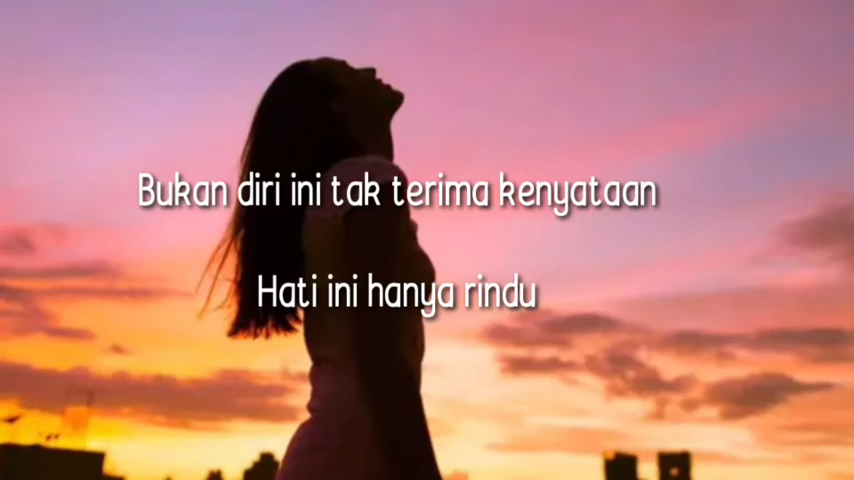 Bukan diri ini tak terima kenyataan
Hati ini hanya rindu